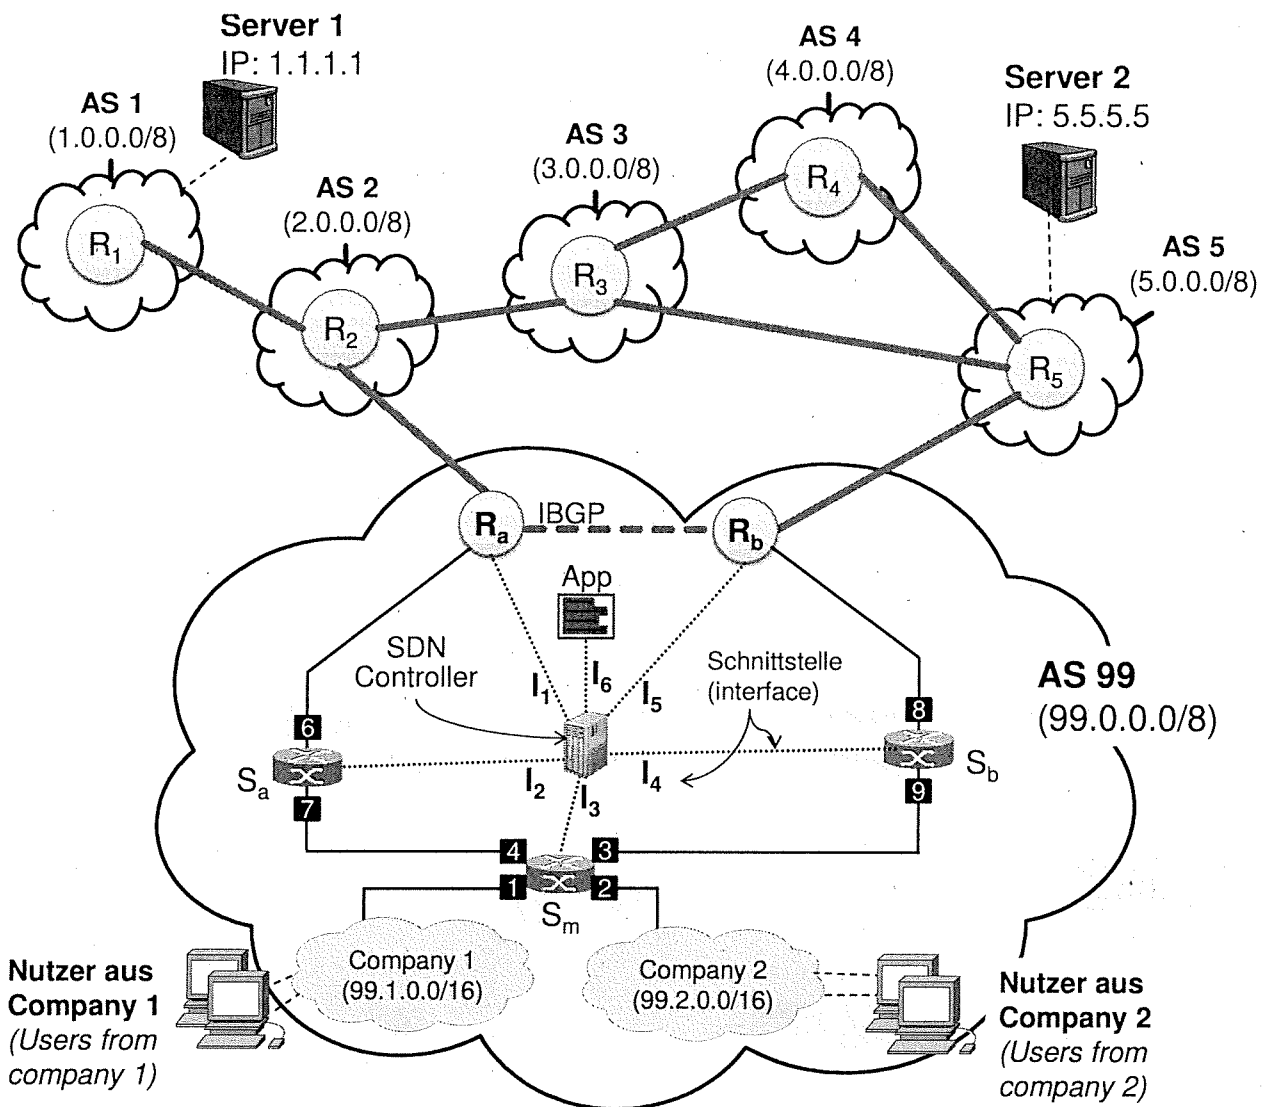 Server 1
IP: 1.1.1.1
AS 1
(1.0.0.0/8)
R1
AS 2
(2.0.0.0/8)
R2
AS 3
(3.0.0.0/8)
R3
AS 4
(4.0.0.0/8)
R4
Server 2
IP: 5.5.5.5
AS 5
(5.0.0.0/8)
R5
Ra
IBGP
Rb
App
SDN
Controller
Schnittstelle
(interface)
I1
I6
I5
AS 99
(99.0.0.0/8)
6
Sa
7
I2
I3
I4
8
Sb
9
4
3
1
2
Sm
Company 1
(99.1.0.0/16)
Company 2
(99.2.0.0/16)
Nutzer aus
Company 1
(Users from
company 1)
Nutzer aus
Company 2
(Users from
company 2)